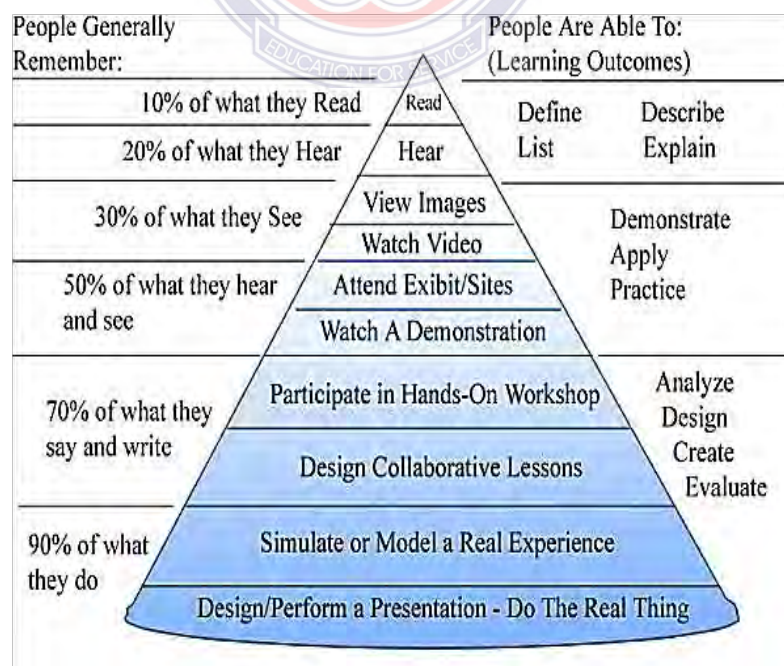 EDUCATION FOR SERVICE
People Generally
Remember:
People Are Able To:
(Learning Outcomes)
10% of what they Read
Read
Define
Describe
20% of what they Hear
Hear
List
Explain
30% of what they See
View Images
Watch Video
Demonstrate
Apply
Practice
50% of what they hear
and see
Attend Exibit/Sites
Watch A Demonstration
70% of what they
say and write
Participate in Hands-On Workshop
Design Collaborative Lessons
Analyze
Design
Create
Evaluate
90% of what
they do
Simulate or Model a Real Experience
Design/Perform a Presentation - Do The Real Thing